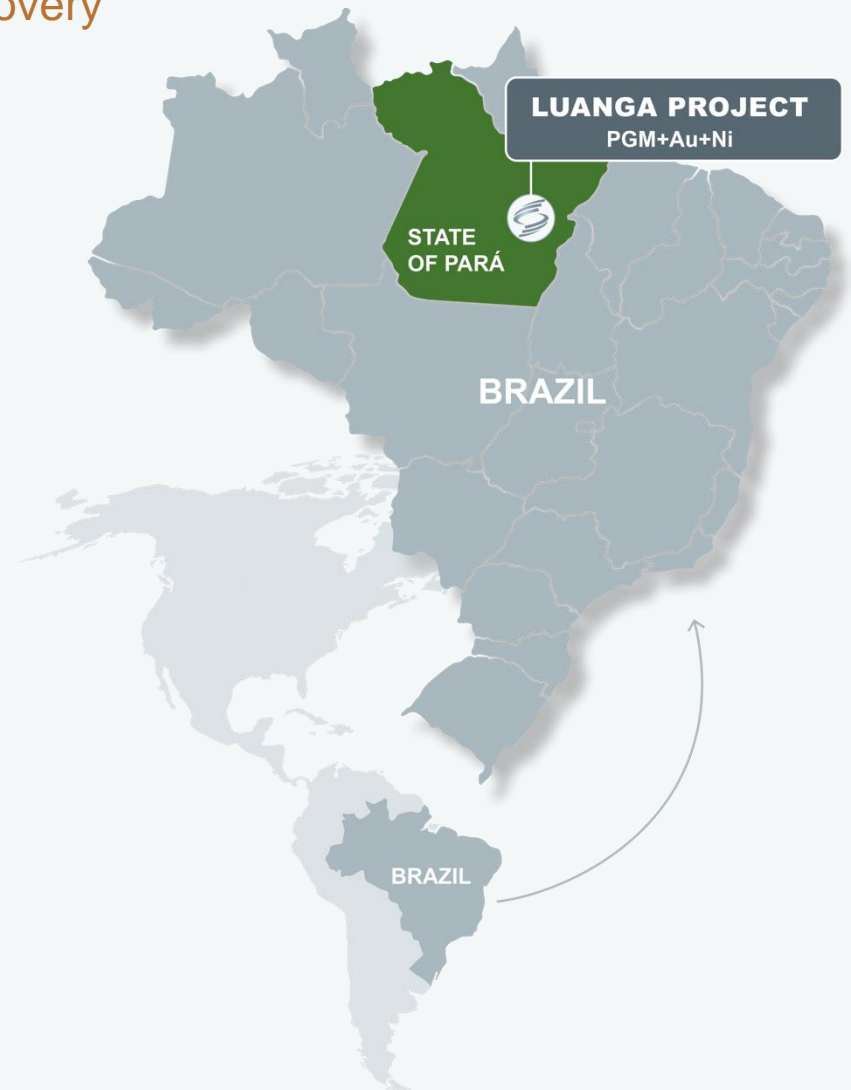 overy
LUANGA PROJECT
PGM+Au+Ni
STATE
OF PARÁ
BRAZIL
BRAZIL